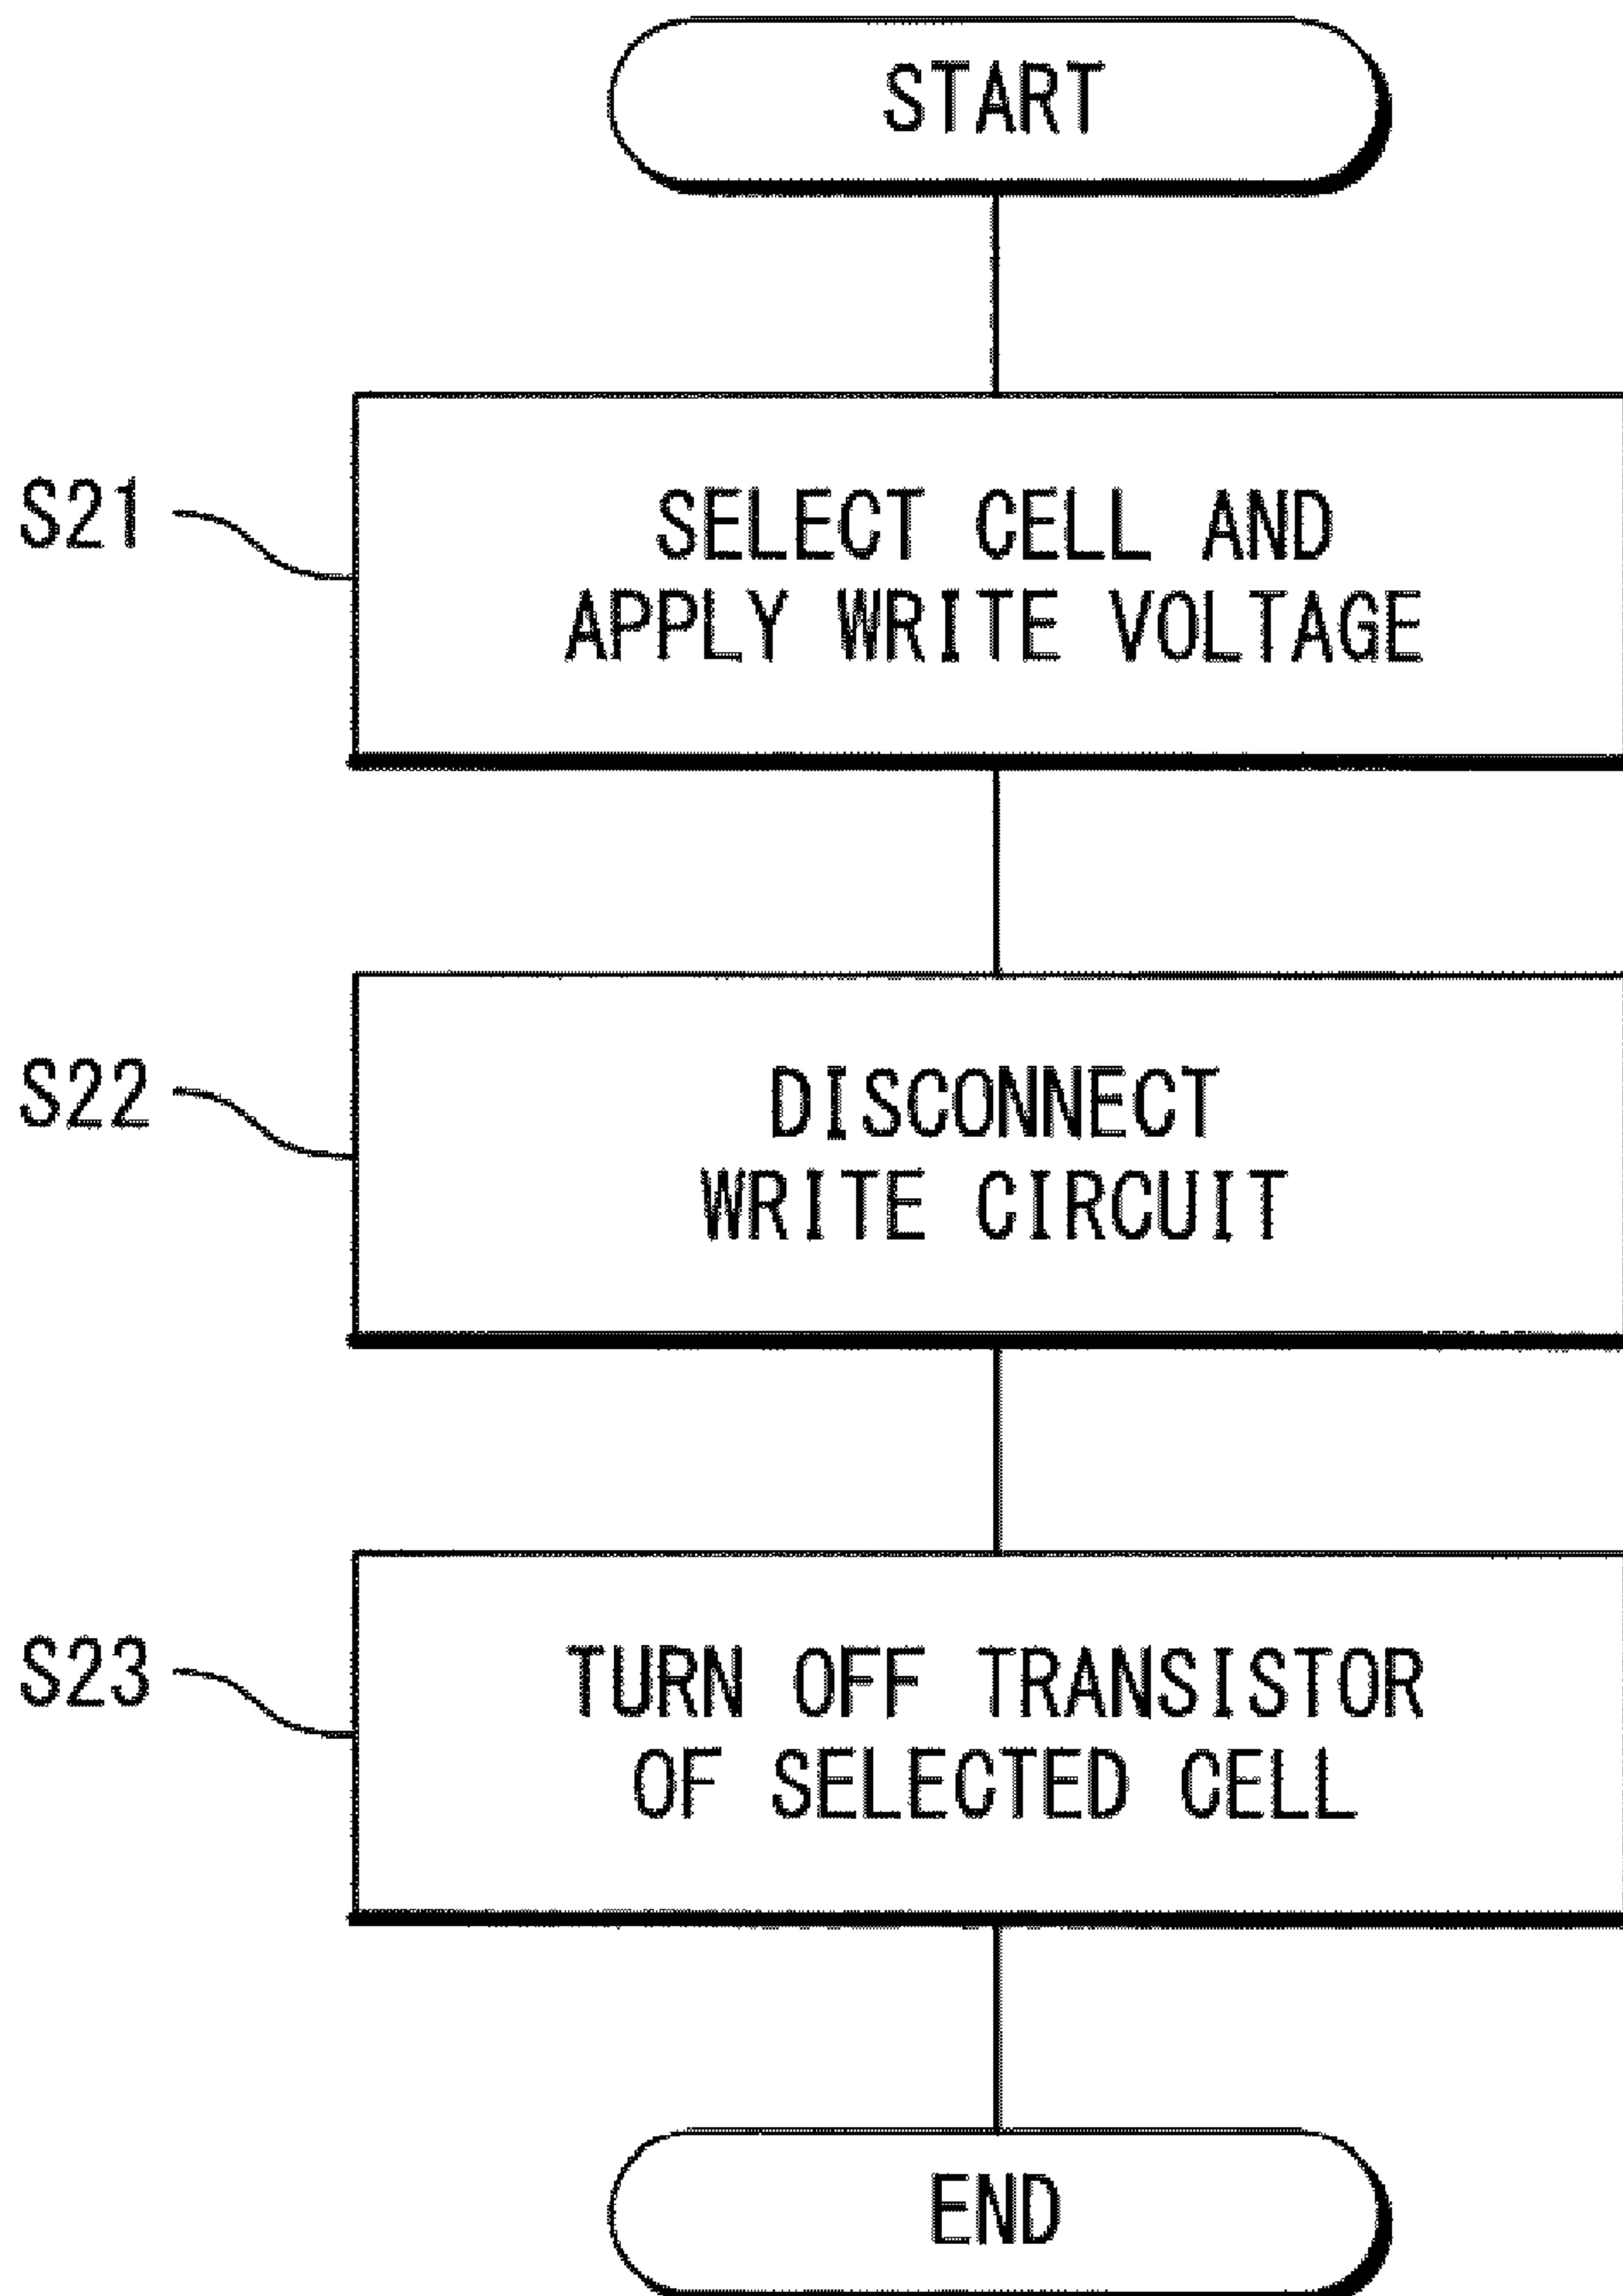 START
S21
SELECT CELL AND
APPLY WRITE VOLTAGE
S22
DISCONNECT
WRITE CIRCUIT
S23
TURN OFF TRANSISTOR
OF SELECTED CELL
END